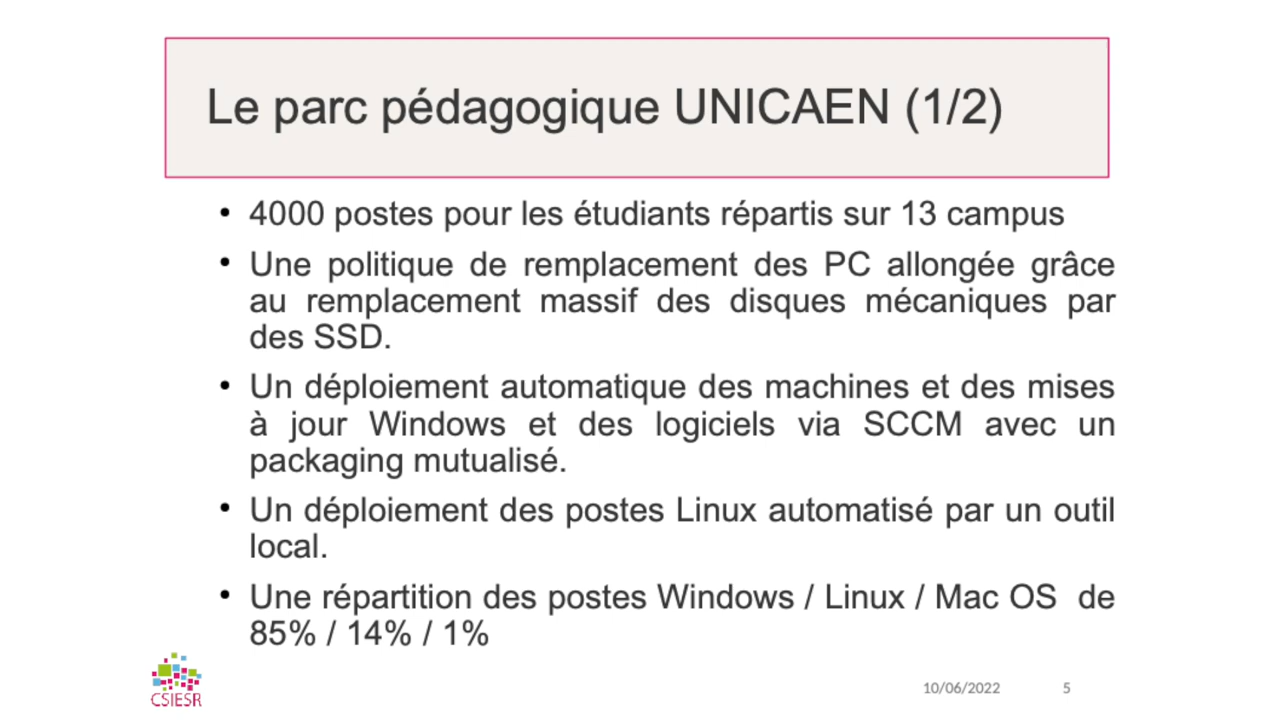 Le parc pédagogique UNICAEN (1/2)
• 4000 postes pour les étudiants répartis sur 13 campus
• Une politique de remplacement des PC allongée grâce
au remplacement massif des disques mécaniques par
des SSD.
• Un déploiement automatique des machines et des mises
à jour Windows et des logiciels via SCCM avec un
packaging mutualisé.
• Un déploiement des postes Linux automatisé par un outil
local.
• Une répartition des postes Windows / Linux / Mac OS  de
85% / 14% / 1%
CSIESR
10/06/2022 5